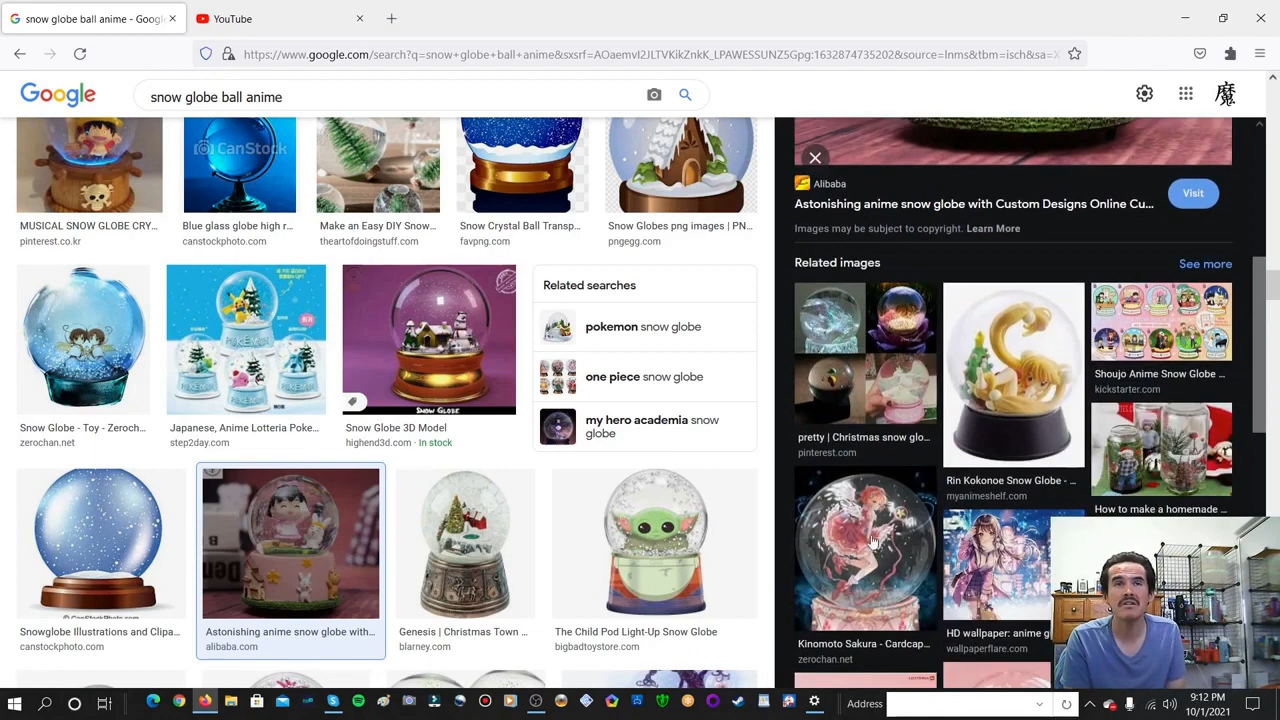 snow globe ball anime - Google
YouTube
https://www.google.com/search?q=snow+globe+ball+anime&sxsrf=AOaemvI2JLTVKikZnkK_LPAWESSUNZ5Gpg:1632874735202&source=lnms&tbm=isch&sa=X
Google
snow globe ball anime
魔
CanStock
MUSICAL SNOW GLOBE CRY...
pinterest.co.kr
Blue glass globe high r...
canstockphoto.com
Make an Easy DIY Snow...
theartofdoingstuff.com
Snow Crystal Ball Transp...
favpng.com
Snow Globes png images | PN...
pngegg.com
Snow Globe - Toy - Zeroch...
zerochan.net
Japanese, Anime Lotteria Poke...
step2day.com
SNOW GLOBE
Snow Globe 3D Model
highend3d.com · In stock
Related searches
pokemon snow globe
one piece snow globe
my hero academia snow
globe
© CanStockPhoto.com
Snowglobe Illustrations and Clipa...
canstockphoto.com
Astonishing anime snow globe with...
alibaba.com
Genesis | Christmas Town ...
blarney.com
The Child Pod Light-Up Snow Globe
bigbadtoystore.com
Alibaba
Visit
Astonishing anime snow globe with Custom Designs Online Cu...
Images may be subject to copyright. Learn More
Related images
See more
pretty | Christmas snow glo...
pinterest.com
Rin Kokonoe Snow Globe - ...
myanimeshelf.com
Shoujo Anime Snow Globe ...
kickstarter.com
How to make a homemade ...
Kinomoto Sakura - Cardcap...
zerochan.net
HD wallpaper: anime g
wallpaperflare.com
Address
9:12 PM
10/1/2021